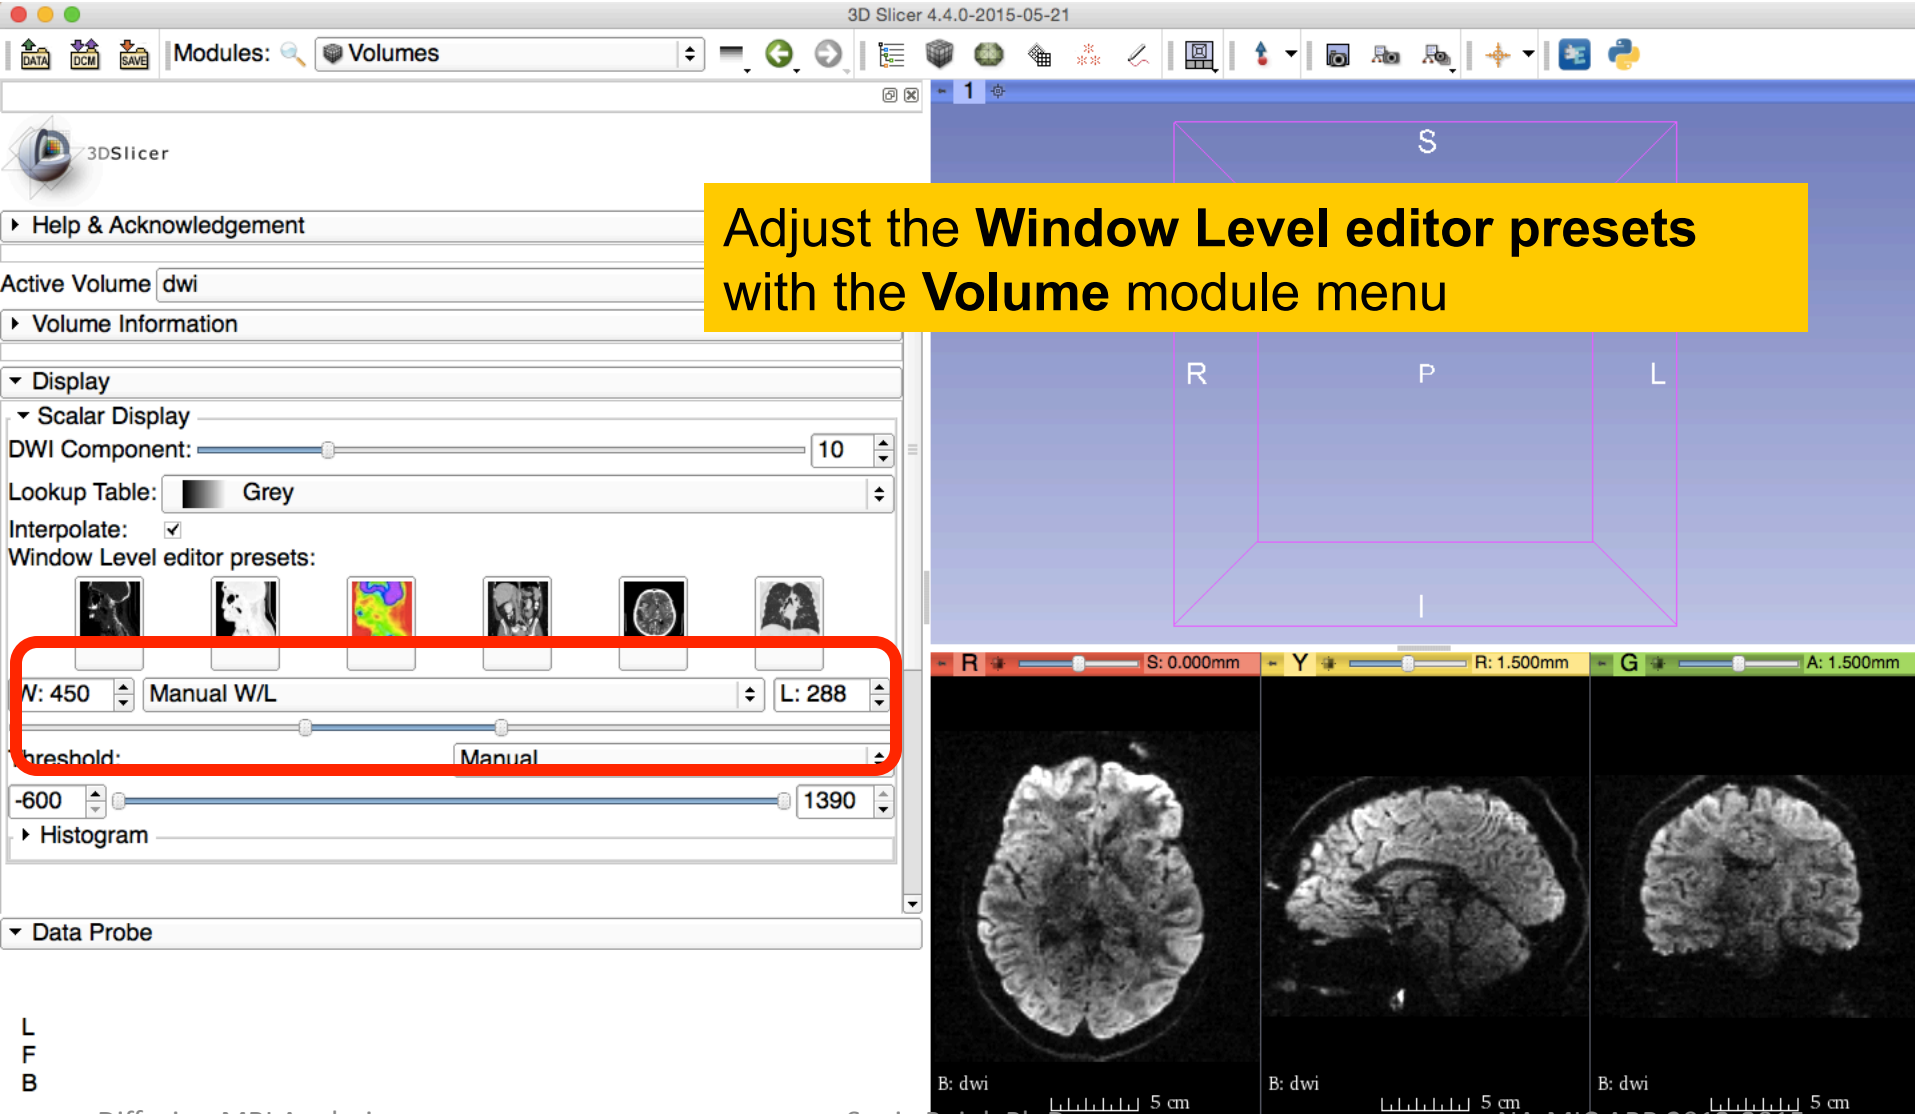 3D Slicer 4.4.0-2015-05-21
DATA DCM SAVE Modules: Volumes
1
3DSlicer
S
Adjust the Window Level editor presets
with the Volume module menu
Help & Acknowledgement
Active Volume dwi
Volume Information
R P L
Display
Scalar Display
DWI Component: 10
Lookup Table: Grey
Interpolate:
Window Level editor presets:
I
R S: 0.000mm Y R: 1.500mm G A: 1.500mm
W: 450 Manual W/L L: 288
Threshold: Manual
-600 1390
Histogram
Data Probe
L
F
B
B: dwi B: dwi B: dwi
5 cm 5 cm 5 cm